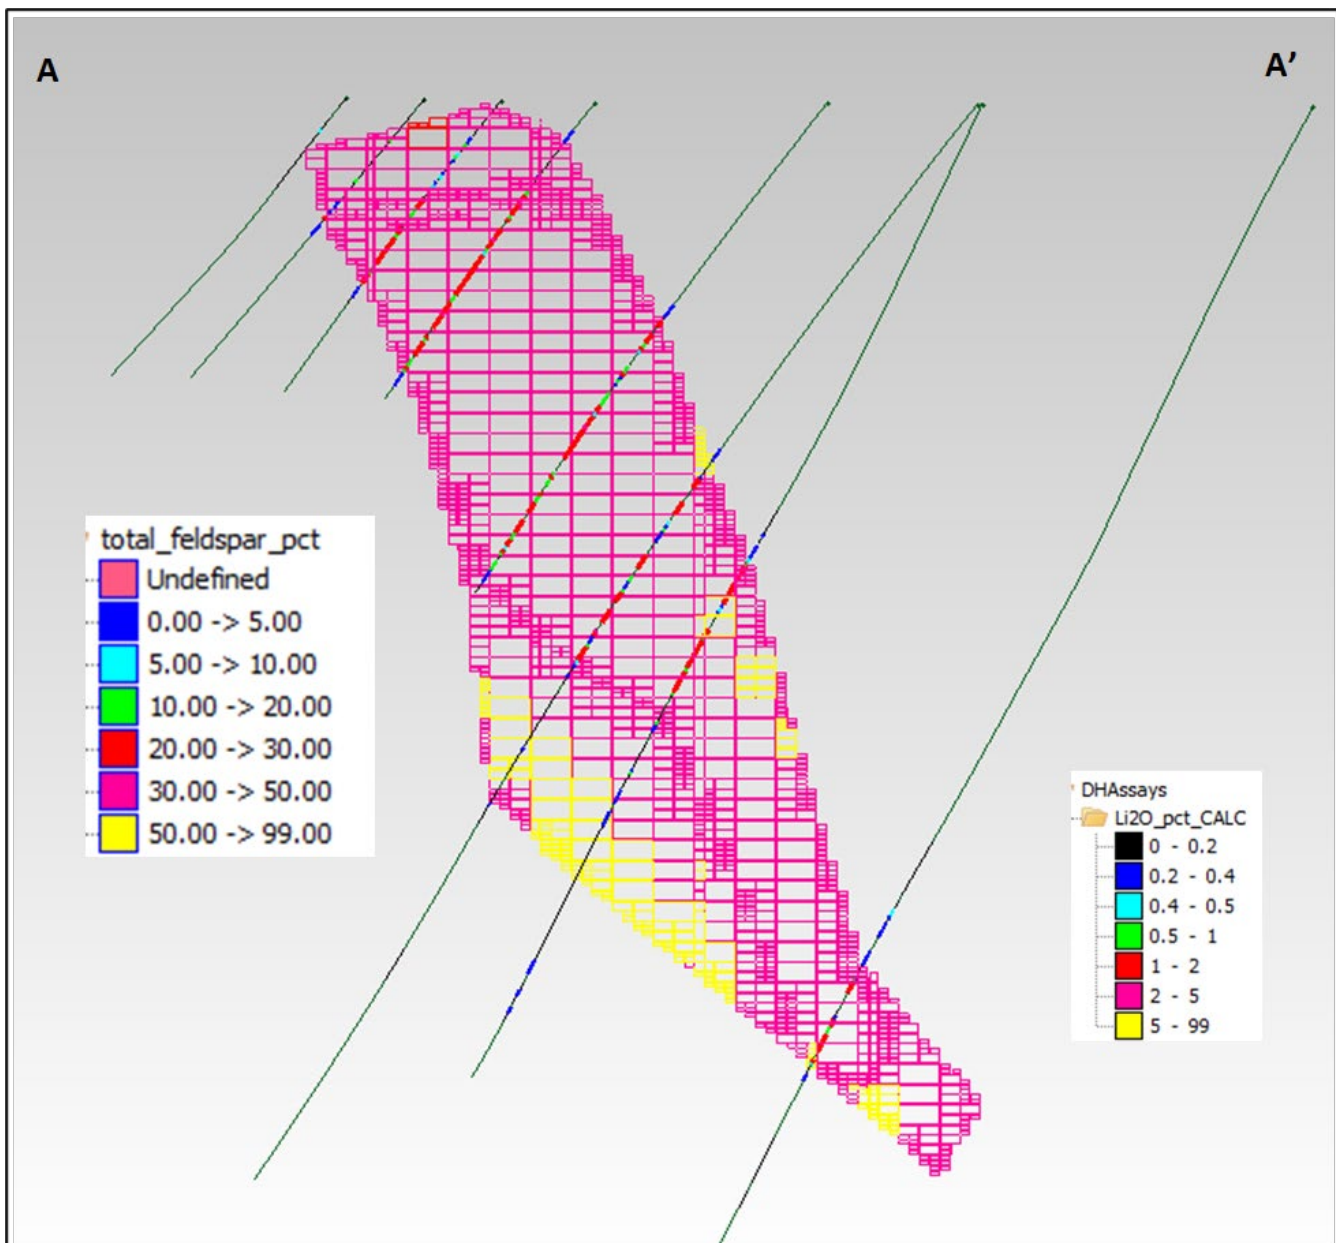 A
A'
total_feldspar_pct
Undefined
0.00 -> 5.00
5.00 -> 10.00
10.00 -> 20.00
20.00 -> 30.00
30.00 -> 50.00
50.00 -> 99.00
DHAssays
Li2O_pct_CALC
0 - 0.2
0.2 - 0.4
0.4 - 0.5
0.5 - 1
1 - 2
2 - 5
5 - 99